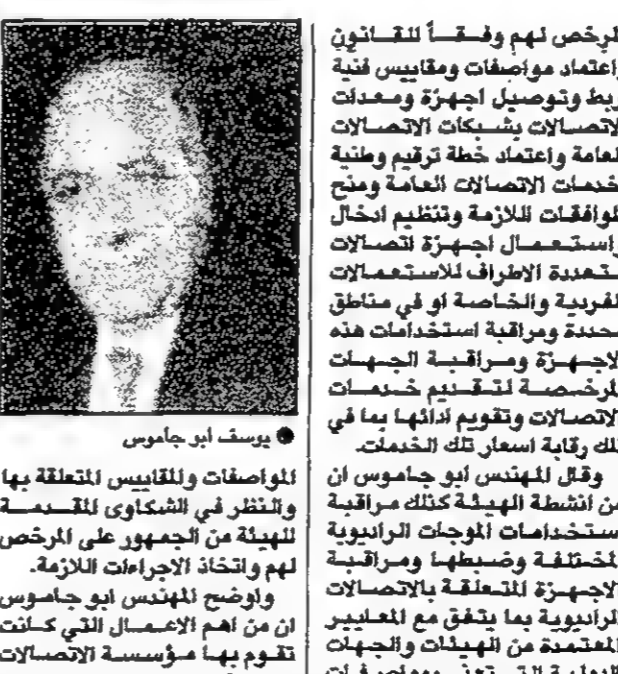 المرخص لهم وفقاً للقانون
واعتماد مواصفات ومقاييس فنية
لربط وتوصيل اجهزة ومعدات
الاتصالات بشبكات الاتصالات
العامة واعتماد خطة ترقيم وطنية
لخدمات الاتصالات العامة ومنح
الموافقات اللازمة وتنظيم ادخال
واستعمال اجهزة اتصالات
متعددة الاطراف للاستعمالات
الفردية والخاصة او في مناطق
محددة ومراقبة استخدامات هذه
الاجهزة ومراقبة الجهات
المرخصة لتقديم خدمات
الاتصالات وتقويم ادائها بما في
ذلك رقابة اسعار تلك الخدمات.
وقال المهندس ابو جاموس ان
من انشطة الهيئة كذلك مراقبة
استخدامات الموجات الراديوية
المختلفة وضبطها ومراقبة
الاجهزة المتعلقة بالاتصالات
الراديوية بما يتفق مع المعايير
المعتمدة من الهيئات والجهات
الدولية التي تعنى
● يوسف ابو جاموس
المواصفات والمقاييس المتعلقة بها
والنظر في الشكاوى المقدمة
للهيئة من الجمهور على المرخص
لهم واتخاذ الاجراءات اللازمة.
واوضح المهندس ابو جاموس
ان من اهم الاعمال التي كانت
تقوم بها مؤسسة الاتصالات